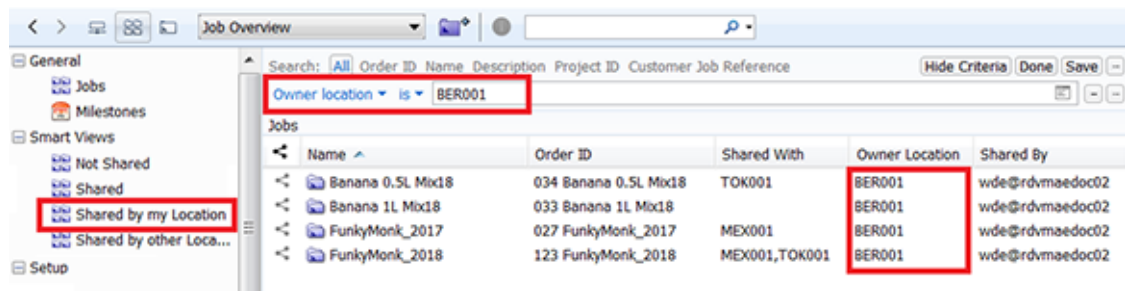 Job Overview
General
Jobs
Milestones
Smart Views
Not Shared
Shared
Shared by my Location
Shared by other Loca...
Setup
Search: All Order ID Name Description Project ID Customer Job Reference Hide Criteria Done Save
Owner location is BER001
Jobs
Name Order ID Shared With Owner Location Shared By
Banana 0.5L Mix18 034 Banana 0.5L Mix18 TOK001 BER001 wde@rdvmaedoc02
Banana 1L Mix18 033 Banana 1L Mix18 BER001 wde@rdvmaedoc02
FunkyMonk_2017 027 FunkyMonk_2017 MEX001 BER001 wde@rdvmaedoc02
FunkyMonk_2018 123 FunkyMonk_2018 MEX001,TOK001 BER001 wde@rdvmaedoc02